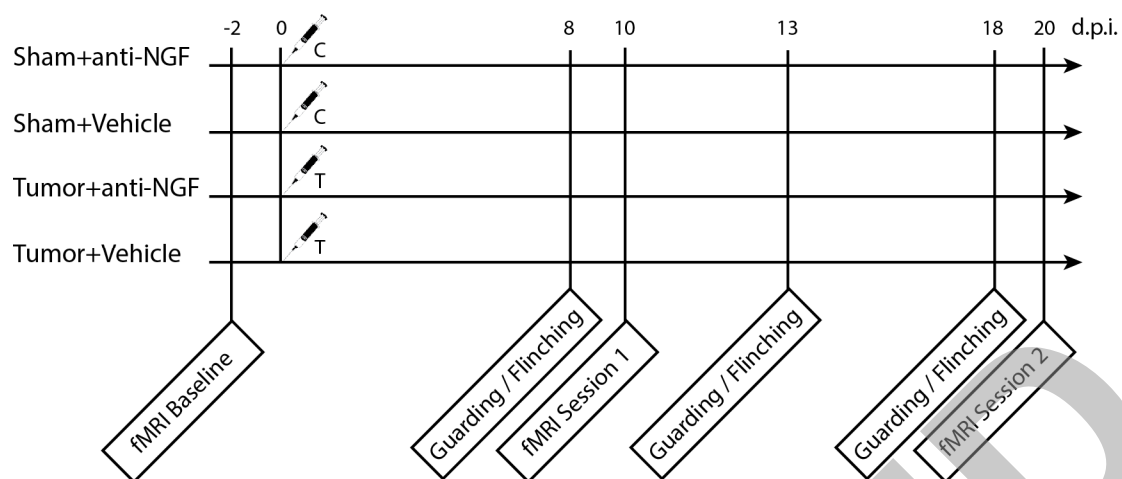 -2 0 8 10 13 18 20 d.p.i.
Sham+anti-NGF C
Sham+Vehicle C
Tumor+anti-NGF T
Tumor+Vehicle T
fMRI Baseline
Guarding / Flinching
fMRI Session 1
Guarding / Flinching
Guarding / Flinching
fMRI Session 2